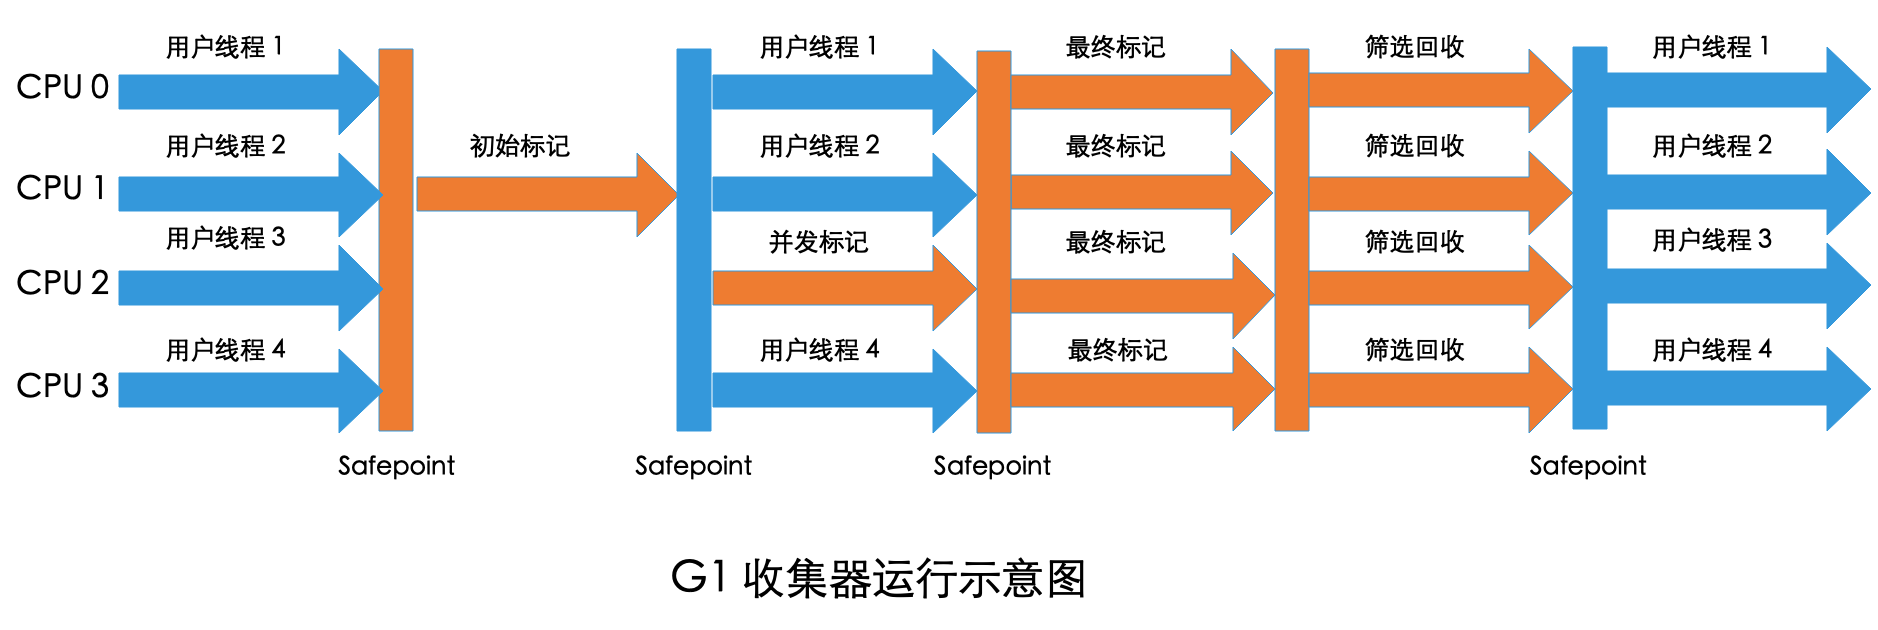 用户线程 1 用户线程 1 最终标记 筛选回收 用户线程 1
CPU 0
用户线程 2 初始标记 用户线程 2 最终标记 筛选回收 用户线程 2
CPU 1
用户线程 3 并发标记 最终标记 筛选回收 用户线程 3
CPU 2
用户线程 4 用户线程 4 最终标记 筛选回收 用户线程 4
CPU 3
Safepoint Safepoint Safepoint Safepoint
G1 收集器运行示意图